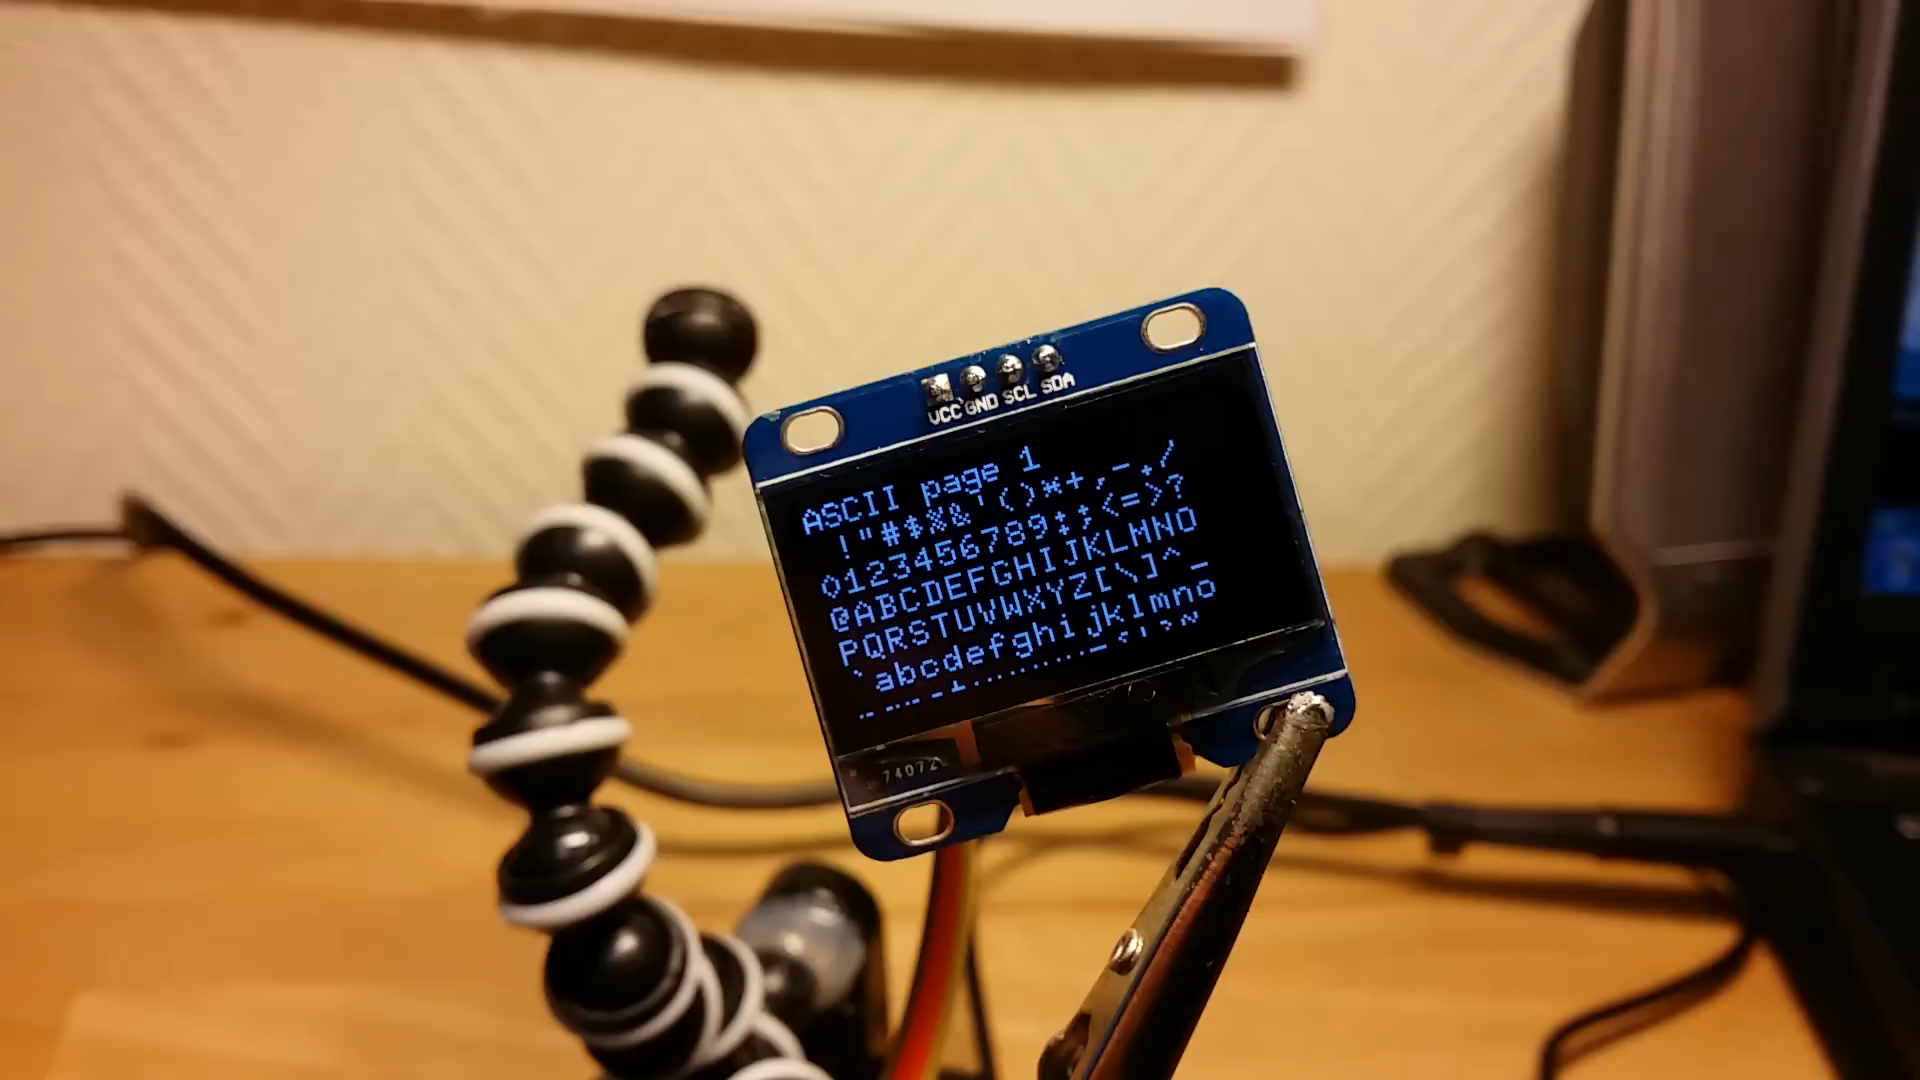 VCC GND SCL SDA
ASCII page 1
!"#$%&'()*+,-./
0123456789:;<=>?
@ABCDEFGHIJKLMNO
PQRSTUVWXYZ[\]^_
`abcdefghijklmno
74072